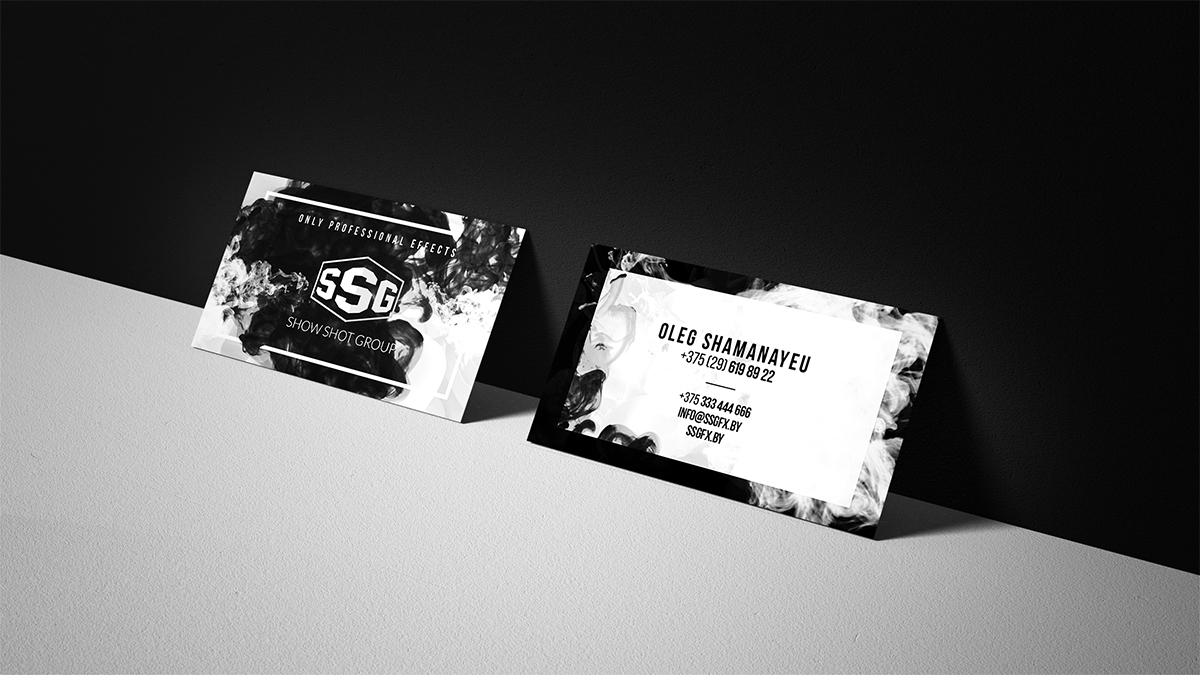 ONLY PROFESSIONAL EFFECTS
SSG
SHOW SHOT GROUP
OLEG SHAMANAYEU
+375 (29) 619 89 22
+375 333 444 666
INFO@SSGFX.BY
SSGFX.BY